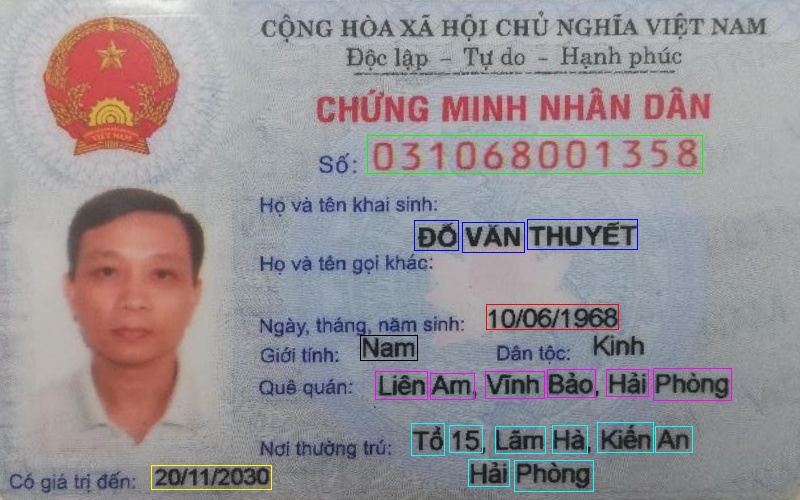 CỘNG HÒA XÃ HỘI CHỦ NGHĨA VIỆT NAM
Độc lập – Tự do – Hạnh phúc
CHỨNG MINH NHÂN DÂN
Số: 031068001358
Họ và tên khai sinh:
ĐỖ VĂN THUYẾT
Họ và tên gọi khác:
Ngày, tháng, năm sinh: 10/06/1968
Giới tính: Nam Dân tộc: Kinh
Quê quán: Liên Am, Vĩnh Bảo, Hải Phòng
Nơi thường trú: Tổ 15, Lãm Hà, Kiến An
Hải Phòng
Có giá trị đến: 20/11/2030